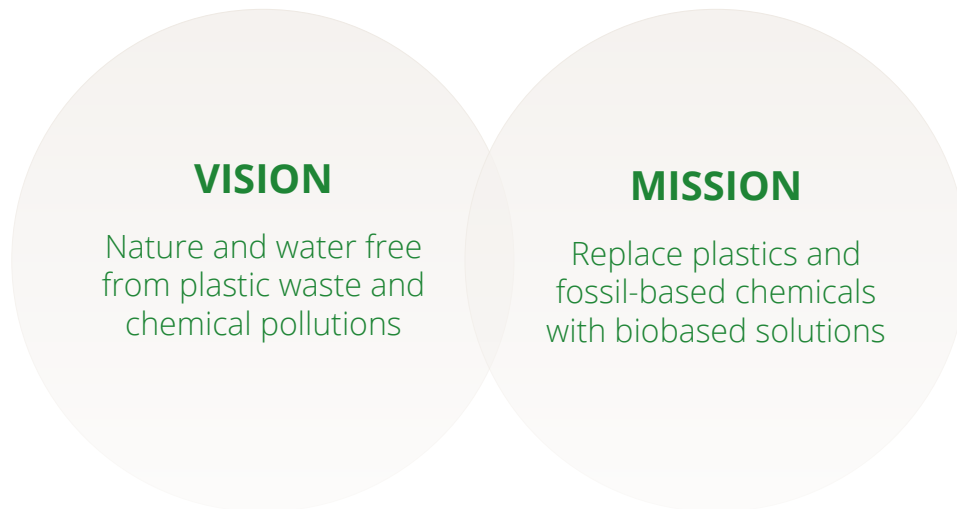 VISION
Nature and water free
from plastic waste and
chemical pollutions
MISSION
Replace plastics and
fossil-based chemicals
with biobased solutions